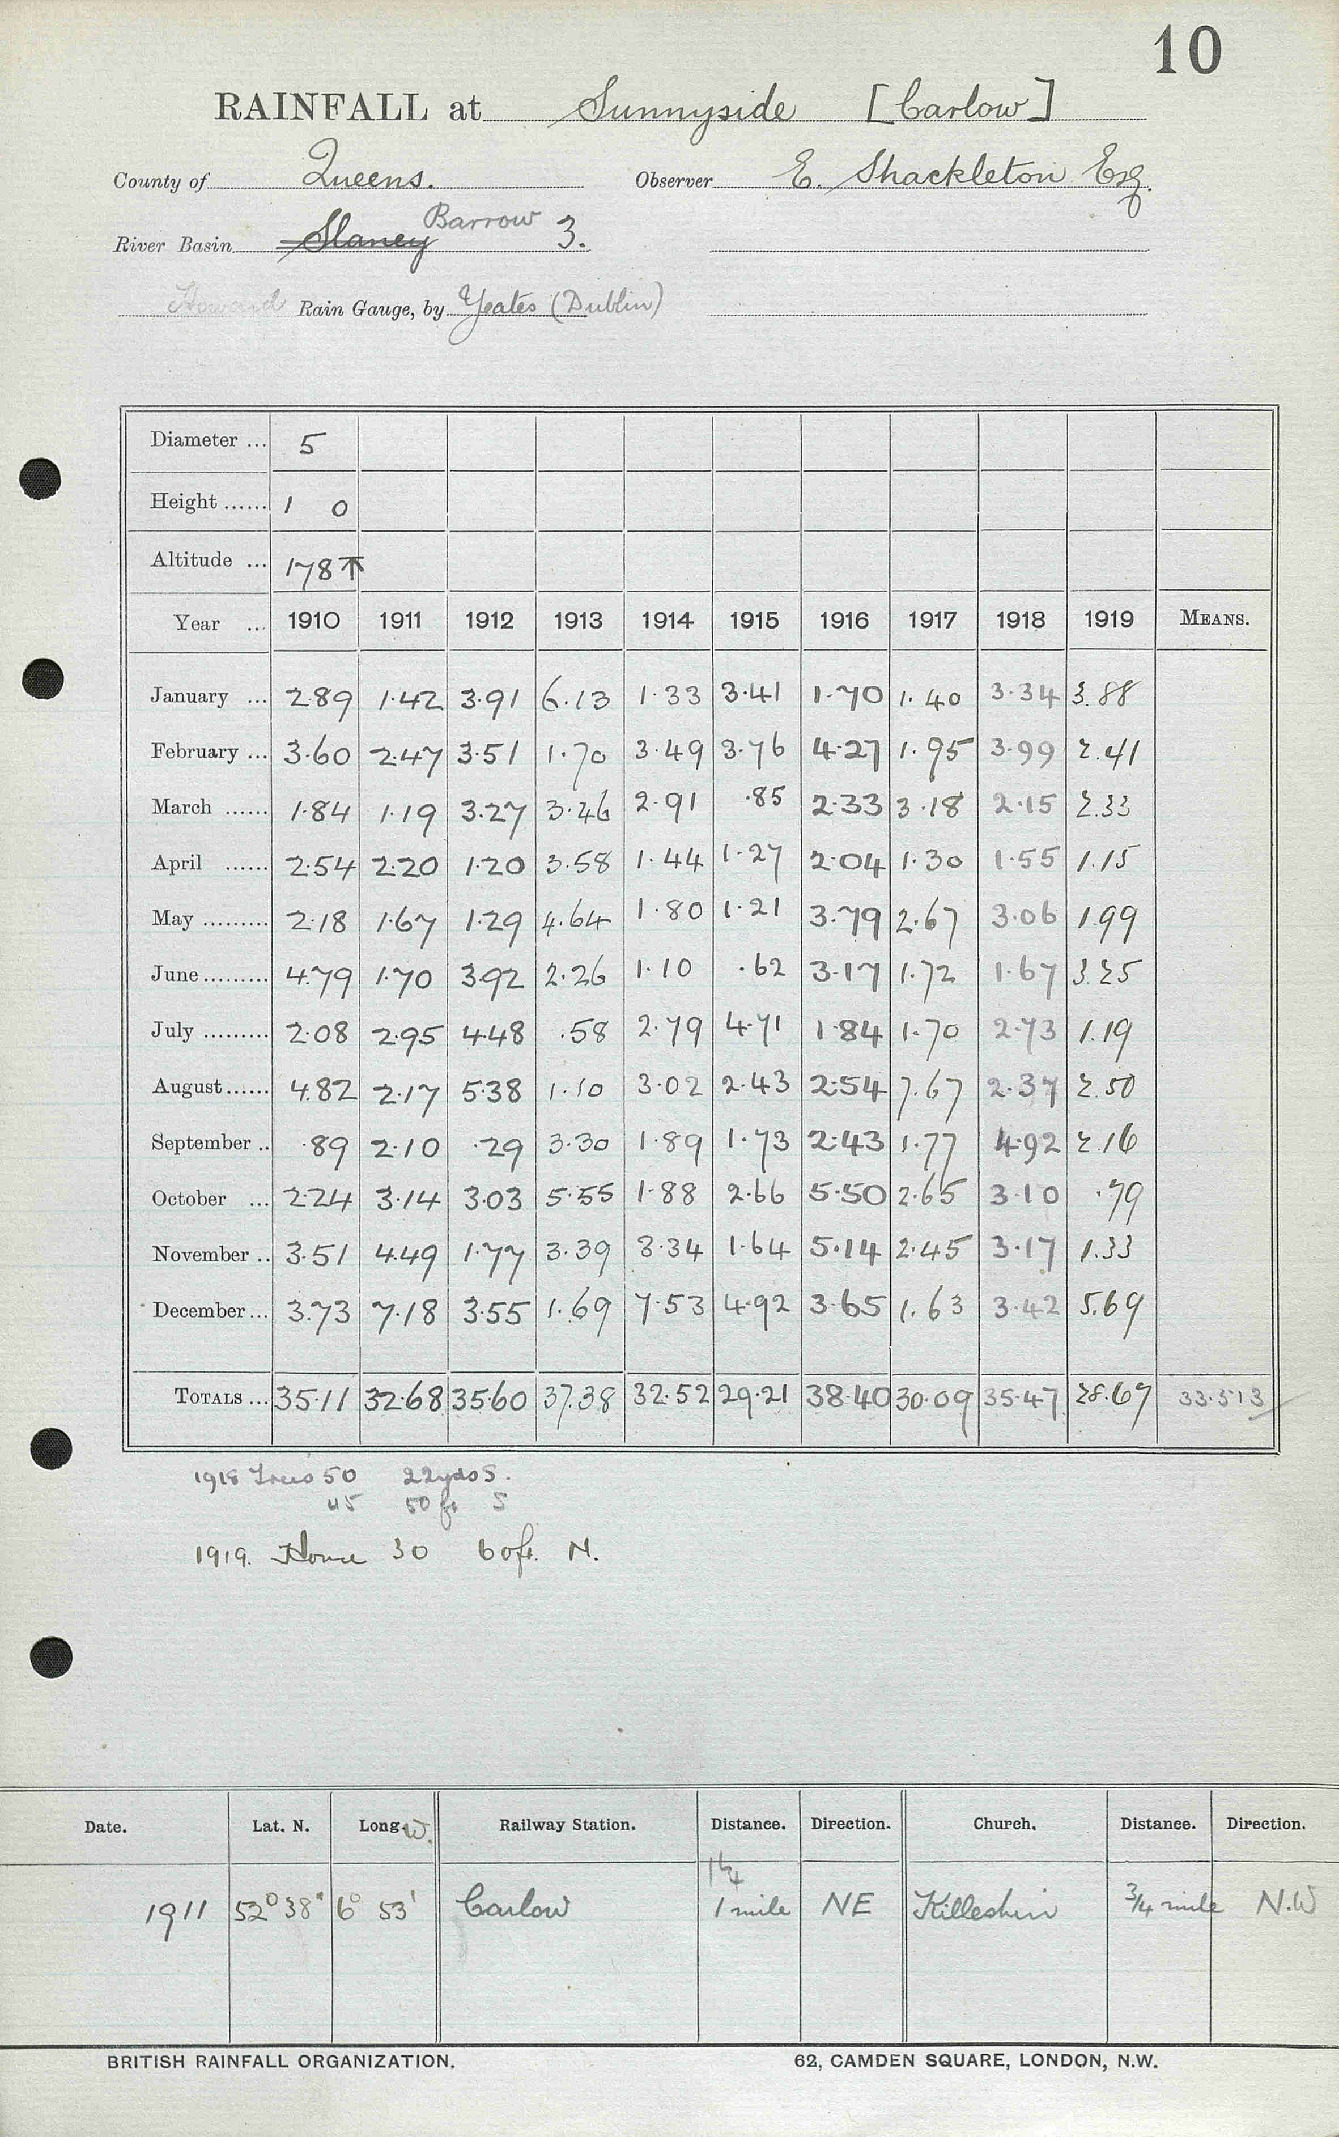 10
RAINFALL at Sunnyside [Carlow]
County of Queens. Observer E. Shackleton Esq.
River Basin Slaney Barrow 3.
Howard Rain Gauge, by Yeates (Dublin)
Diameter ... 5
Height ...... 1 0
Altitude ... 178 ↑
Year ... 1910 1911 1912 1913 1914 1915 1916 1917 1918 1919 MEANS.
January ... 2.89 1.42 3.91 6.13 1.33 3.41 1.70 1.40 3.34 3.88
February ... 3.60 2.47 3.51 1.70 3.49 3.76 4.27 1.95 3.99 2.41
March ...... 1.84 1.19 3.27 3.46 2.91 .85 2.33 3.18 2.15 2.33
April ...... 2.54 2.20 1.20 3.58 1.44 1.27 2.04 1.30 1.55 1.15
May ......... 2.18 1.67 1.29 4.64 1.80 1.21 3.79 2.67 3.06 1.99
June ......... 4.79 1.70 3.92 2.26 1.10 .62 3.17 1.72 1.67 3.25
July ......... 2.08 2.95 4.48 .58 2.79 4.71 1.84 1.70 2.73 1.19
August ...... 4.82 2.17 5.38 1.10 3.02 2.43 2.54 7.67 2.37 2.50
September .. .89 2.10 .29 3.30 1.89 1.73 2.43 1.77 4.92 2.16
October ... 2.24 3.14 3.03 5.55 1.88 2.66 5.50 2.65 3.10 .79
November .. 3.51 4.49 1.77 3.39 3.34 1.64 5.14 2.45 3.17 1.33
December ... 3.73 7.18 3.55 1.69 7.53 4.92 3.65 1.63 3.42 5.69
TOTALS ... 35.11 32.68 35.60 37.38 32.52 29.21 38.40 30.09 35.47 28.67 33.513
1918 Trees 50 22yds S.
45 50 ft S
1919. House 30 60ft. N.
Date. Lat. N. Long. W. Railway Station. Distance. Direction. Church. Distance. Direction.
1¼
1911 52° 38' 6° 53' Carlow 1 mile NE Killeshin ¾ mile N.W
BRITISH RAINFALL ORGANIZATION. 62, CAMDEN SQUARE, LONDON, N.W.